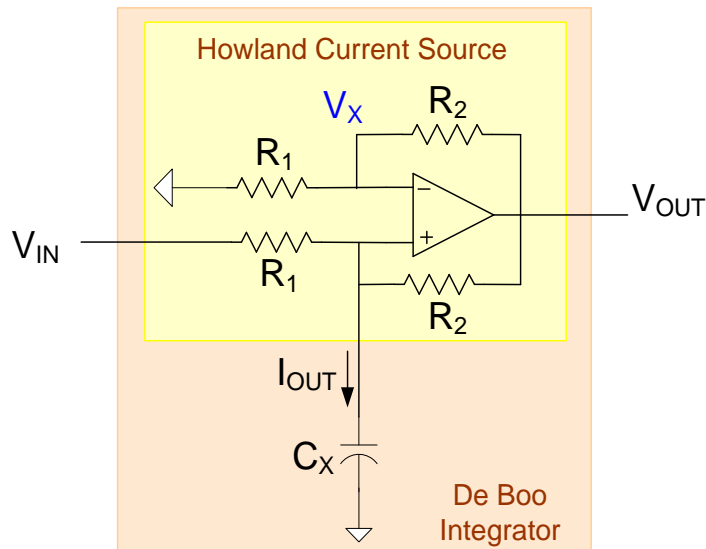 Howland Current Source
VX
R2
R1
−
VOUT
VIN
+
R1
R2
IOUT
CX
De Boo
Integrator